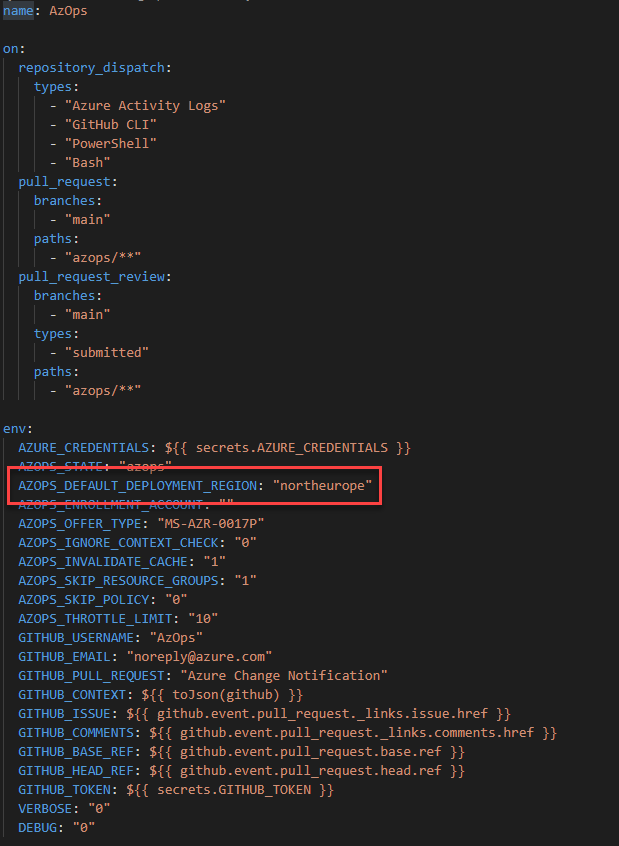 name: AzOps
on:
repository_dispatch:
types:
- "Azure Activity Logs"
- "GitHub CLI"
- "PowerShell"
- "Bash"
pull_request:
branches:
- "main"
paths:
- "azops/**"
pull_request_review:
branches:
- "main"
types:
- "submitted"
paths:
- "azops/**"
env:
AZURE_CREDENTIALS: ${{ secrets.AZURE_CREDENTIALS }}
AZOPS_STATE: "azops"
AZOPS_DEFAULT_DEPLOYMENT_REGION: "northeurope"
AZOPS_ENROLLMENT_ACCOUNT: ""
AZOPS_OFFER_TYPE: "MS-AZR-0017P"
AZOPS_IGNORE_CONTEXT_CHECK: "0"
AZOPS_INVALIDATE_CACHE: "1"
AZOPS_SKIP_RESOURCE_GROUPS: "1"
AZOPS_SKIP_POLICY: "0"
AZOPS_THROTTLE_LIMIT: "10"
GITHUB_USERNAME: "AzOps"
GITHUB_EMAIL: "noreply@azure.com"
GITHUB_PULL_REQUEST: "Azure Change Notification"
GITHUB_CONTEXT: ${{ toJson(github) }}
GITHUB_ISSUE: ${{ github.event.pull_request._links.issue.href }}
GITHUB_COMMENTS: ${{ github.event.pull_request._links.comments.href }}
GITHUB_BASE_REF: ${{ github.event.pull_request.base.ref }}
GITHUB_HEAD_REF: ${{ github.event.pull_request.head.ref }}
GITHUB_TOKEN: ${{ secrets.GITHUB_TOKEN }}
VERBOSE: "0"
DEBUG: "0"